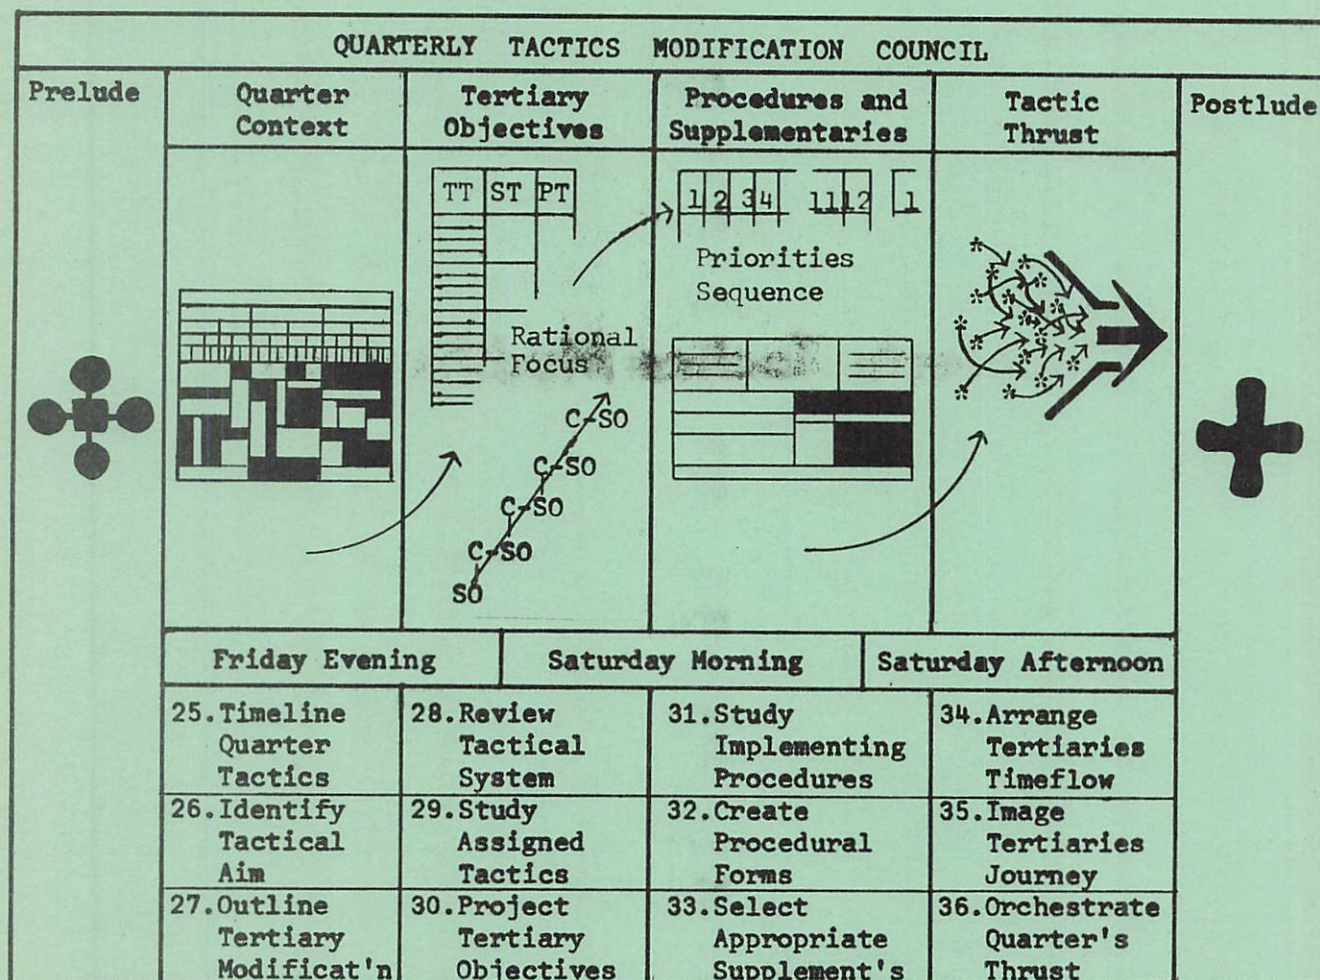 QUARTERLY TACTICS MODIFICATION COUNCIL
Prelude
Quarter
Context
Tertiary
Objectives
Procedures and
Supplementaries
Tactic
Thrust
Postlude
TT ST PT
Rational
Focus
C-SO
C-SO
C-SO
C-SO
SO
1 2 3 4 11 12 1
Priorities
Sequence
Friday Evening
Saturday Morning
Saturday Afternoon
25.Timeline
Quarter
Tactics
26.Identify
Tactical
Aim
27.Outline
Tertiary
Modificat'n
28.Review
Tactical
System
29.Study
Assigned
Tactics
30.Project
Tertiary
Objectives
31.Study
Implementing
Procedures
32.Create
Procedural
Forms
33.Select
Appropriate
Supplement's
34.Arrange
Tertiaries
Timeflow
35.Image
Tertiaries
Journey
36.Orchestrate
Quarter's
Thrust